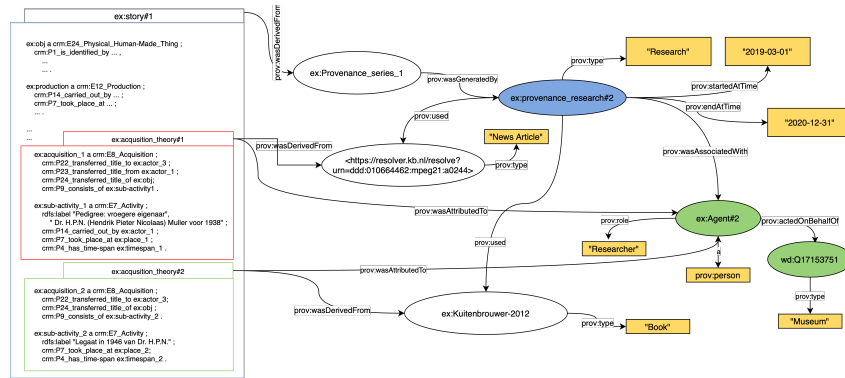 ex:story#1
ex:obj a crm:E24_Physical_Human-Made_Thing ;
crm:P1_is_identified_by ... ,
...
... .
ex:production a crm:E12_Production ;
crm:P14_carried_out_by ... ;
crm:P7_took_place_at ... ;
... .
...
...
ex:acqusition_theory#1
ex:acquisition_1 a crm:E8_Acquisition ;
crm:P22_transferred_title_to ex:actor_3 ;
crm:P23_transferred_title_from ex:actor_1 ;
crm:P24_transferred_title_of ex:obj;
crm:P9_consists_of ex:sub-activity1 .
ex:sub-activity_1 a crm:E7_Activity ;
rdfs:label "Pedigree: vroegere eigenaar",
" Dr. H.P.N. (Hendrik Pieter Nicolaas) Muller voor 1938" ;
crm:P14_carried_out_by ex:actor_1 ;
crm:P7_took_place_at ex:place_1 ;
crm:P4_has_time-span ex:timespan_1 .
ex:acqusition_theory#2
ex:acquisition_2 a crm:E8_Acquisition ;
crm:P22_transferred_title_to ex:actor_3;
crm:P24_transferred_title_of ex:obj ;
crm:P9_consists_of ex:sub-activity_2 .
ex:sub-activity_2 a crm:E7_Activity ;
rdfs:label "Legaat in 1946 van Dr. H.P.N." ;
crm:P7_took_place_at ex:place_2;
crm:P4_has_time-span ex:timespan_2 .
prov:wasDerivedFrom
ex:Provenance_series_1
prov:wasGeneratedBy
ex:provenance_research#2
prov:type
"Research"
"2019-03-01"
prov:startedAtTime
prov:endAtTime
"2020-12-31"
prov:used
"News Article"
prov:wasDerivedFrom
<https://resolver.kb.nl/resolve?
urn=ddd:010664462:mpeg21:a0244>
prov:type
prov:wasAssociatedWith
prov:wasAttributedTo
ex:Agent#2
prov:role
"Researcher"
prov:actedOnBehalfOf
a
prov:person
wd:Q17153751
prov:type
"Museum"
prov:used
prov:wasAttributedTo
prov:wasDerivedFrom
ex:Kuitenbrouwer-2012
prov:type
"Book"